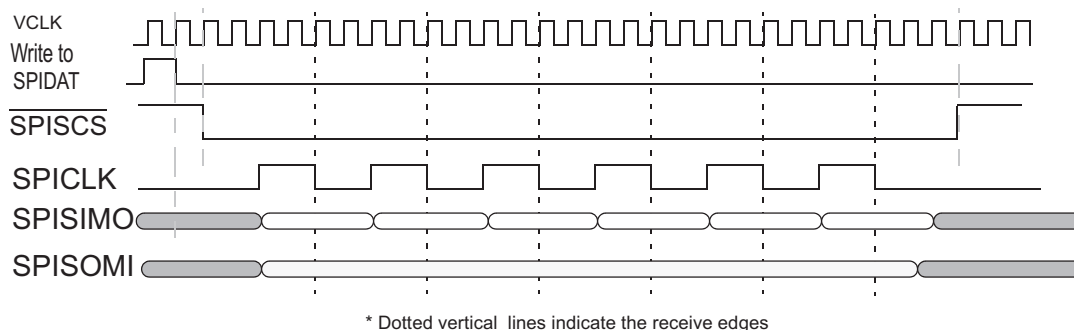 VCLK
Write to
SPIDAT
SPISCS
SPICLK
SPISIMO
SPISOMI
* Dotted vertical lines indicate the receive edges